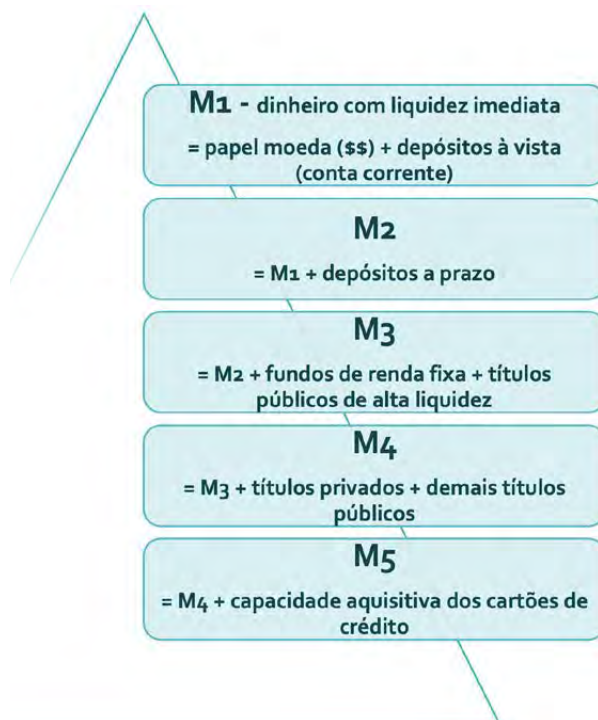 M1 - dinheiro com liquidez imediata
= papel moeda ($$) + depósitos à vista
(conta corrente)
M2
= M1 + depósitos a prazo
M3
= M2 + fundos de renda fixa + títulos
públicos de alta liquidez
M4
= M3 + títulos privados + demais títulos
públicos
M5
= M4 + capacidade aquisitiva dos cartões de
crédito